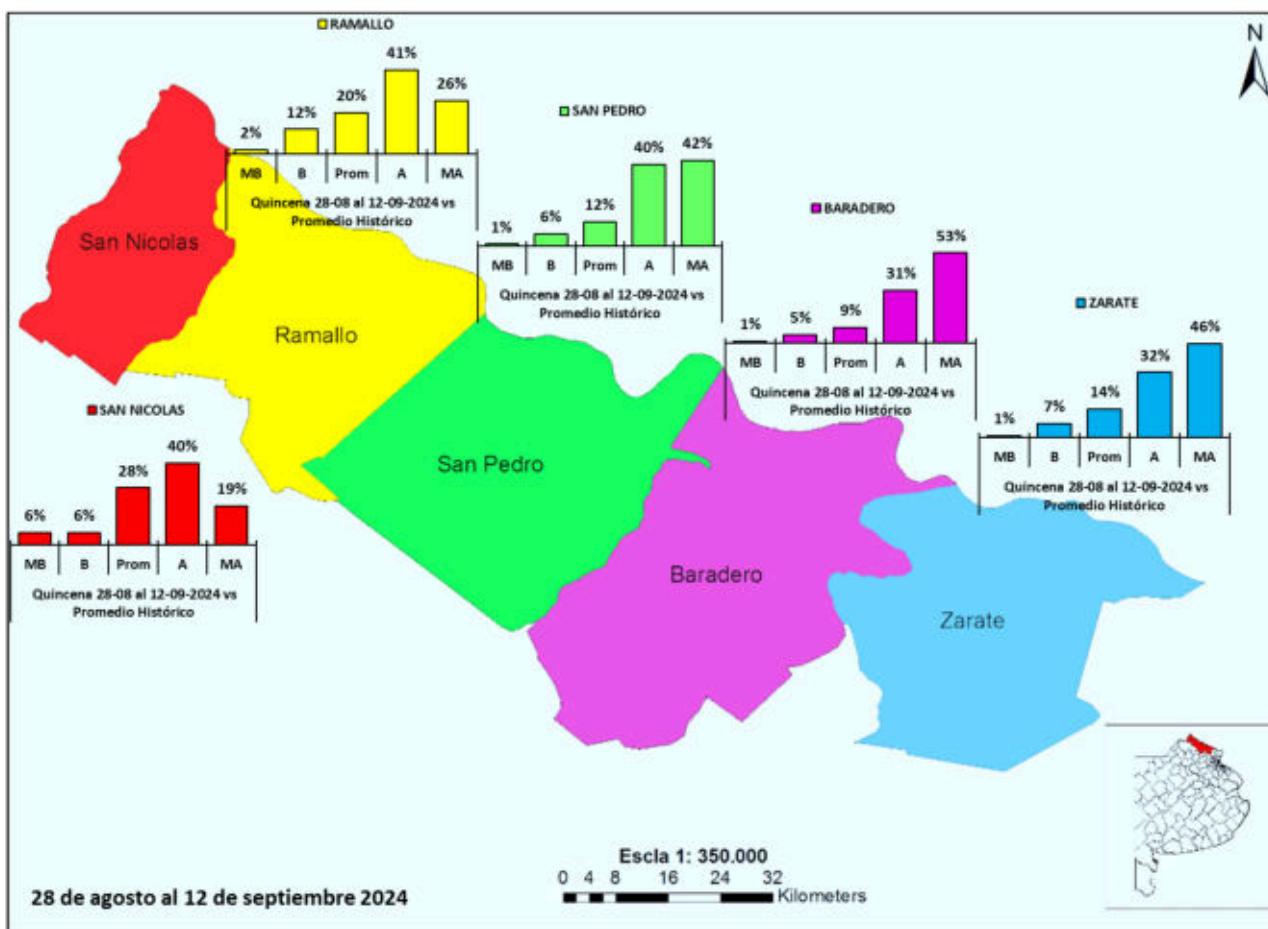 RAMALLO
2% 12% 20% 41% 26%
MB B Prom A MA
Quincena 28-08 al 12-09-2024 vs
Promedio Histórico
N
SAN PEDRO
1% 6% 12% 40% 42%
MB B Prom A MA
Quincena 28-08 al 12-09-2024 vs
Promedio Histórico
BARADERO
1% 5% 9% 31% 53%
MB B Prom A MA
Quincena 28-08 al 12-09-2024 vs
Promedio Histórico
ZARATE
1% 7% 14% 32% 46%
MB B Prom A MA
Quincena 28-08 al 12-09-2024 vs
Promedio Histórico
SAN NICOLAS
6% 6% 28% 40% 19%
MB B Prom A MA
Quincena 28-08 al 12-09-2024 vs
Promedio Histórico
San Nicolas
Ramallo
San Pedro
Baradero
Zarate
Escla 1: 350.000
0 4 8 16 24 32
Kilometers
28 de agosto al 12 de septiembre 2024